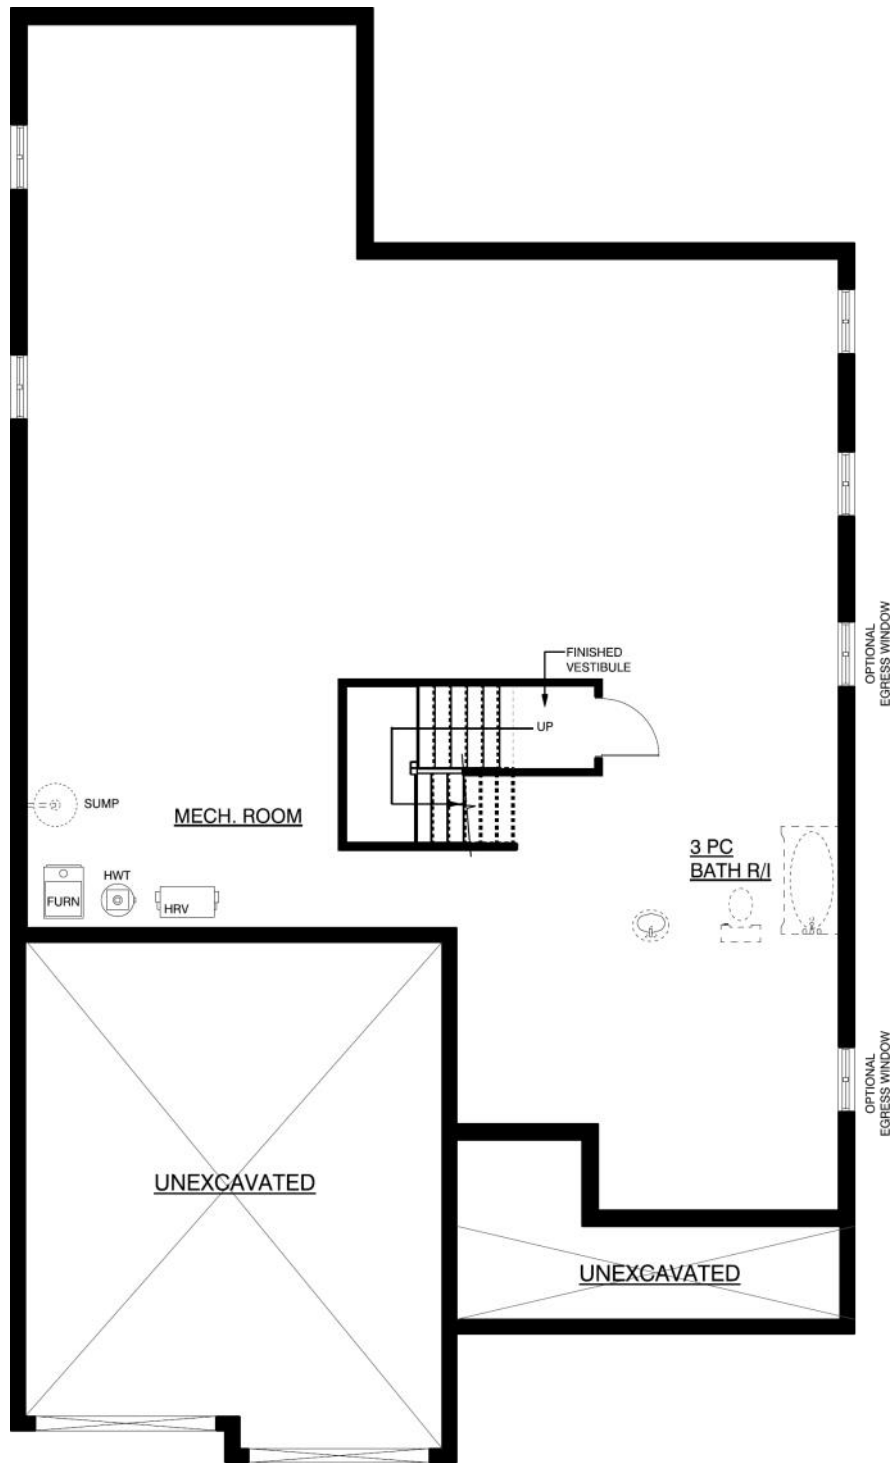 OPTIONAL
EGRESS WINDOW
FINISHED
VESTIBULE
UP
SUMP
MECH. ROOM
3 PC
BATH R/I
HWT
FURN
HRV
OPTIONAL
EGRESS WINDOW
UNEXCAVATED
UNEXCAVATED